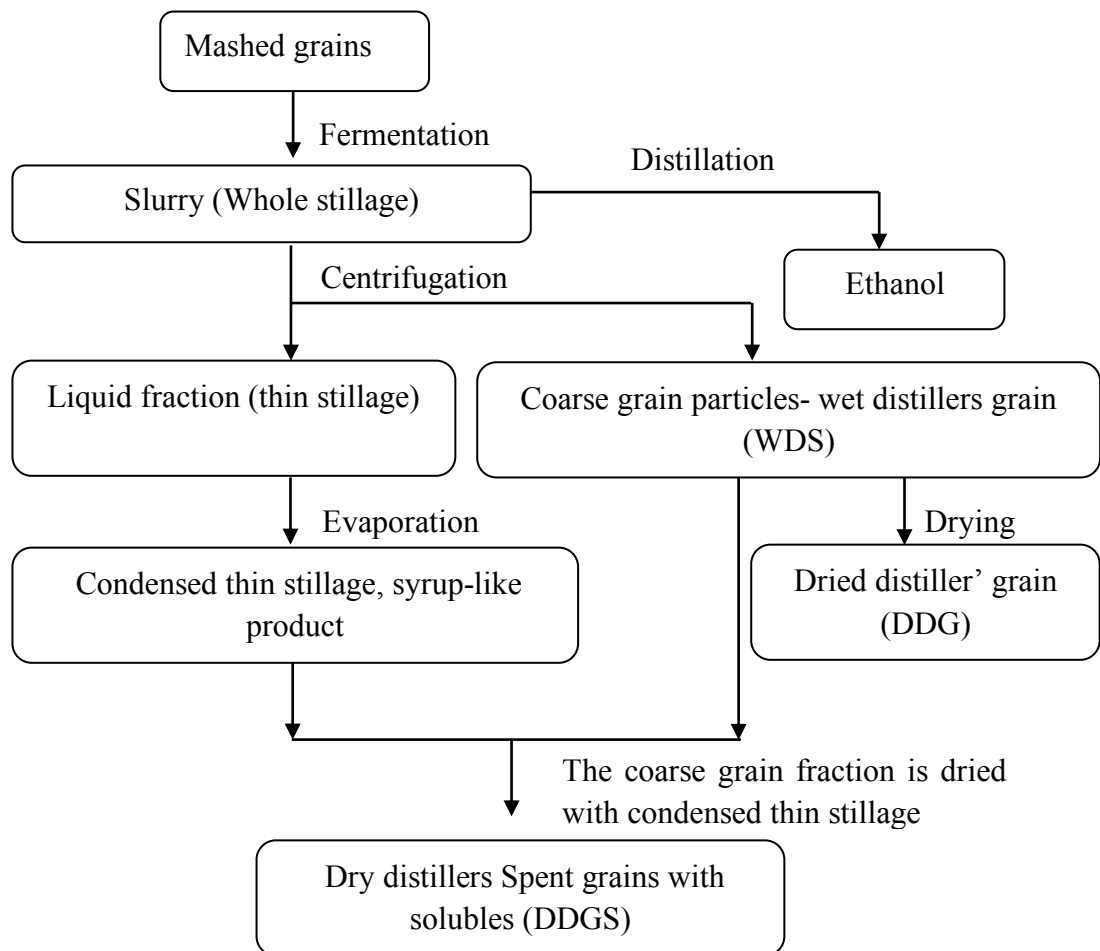 Mashed grains
Fermentation
Distillation
Slurry (Whole stillage)
Centrifugation
Ethanol
Liquid fraction (thin stillage)
Coarse grain particles- wet distillers grain
(WDS)
Evaporation
Drying
Condensed thin stillage, syrup-like
product
Dried distiller’ grain
(DDG)
The coarse grain fraction is dried
with condensed thin stillage
Dry distillers Spent grains with
solubles (DDGS)